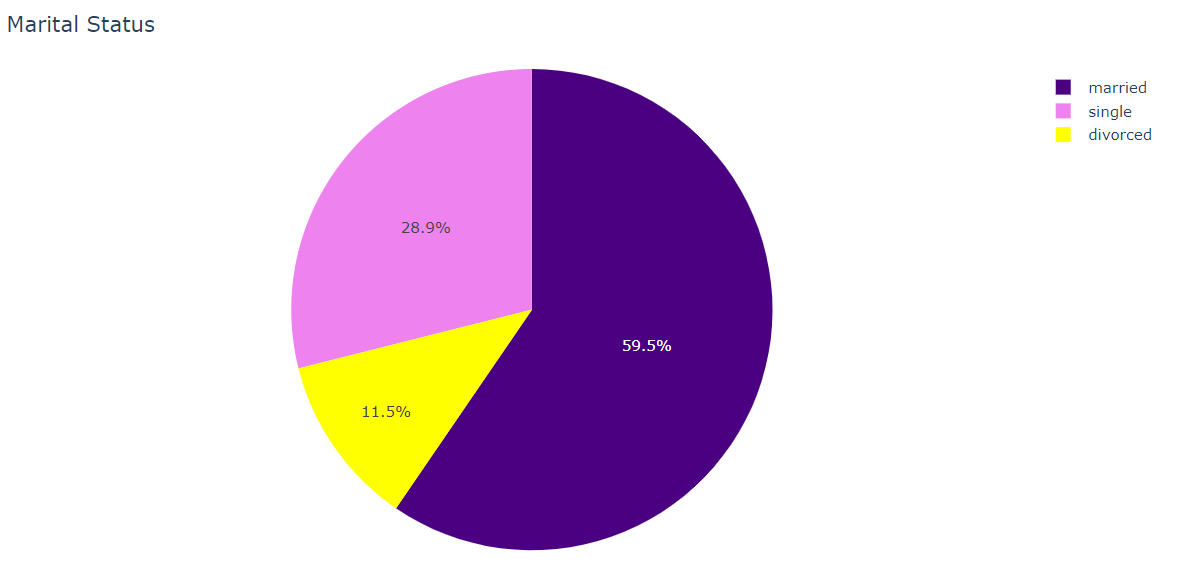 Marital Status
married
single
divorced
28.9%
59.5%
11.5%